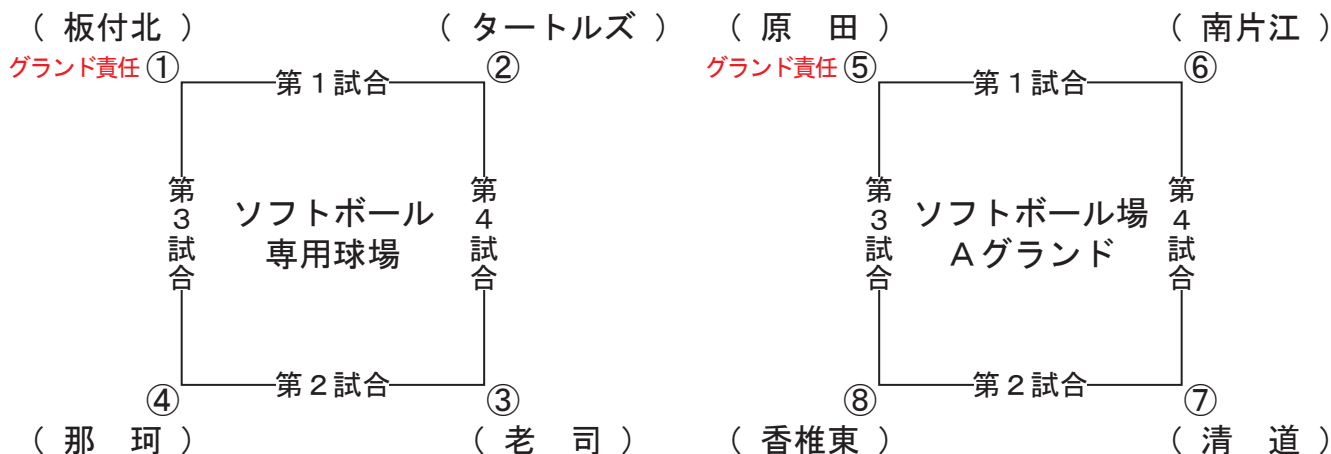 （ 板付北 ）
（ タートルズ ）
グランド責任 ①
②
第１試合
第３試合
ソフトボール
専用球場
第４試合
第２試合
④
③
（ 那　珂 ）
（ 老　司 ）
（ 原　田 ）
（ 南片江 ）
グランド責任 ⑤
⑥
第１試合
第３試合
ソフトボール場
Ａグランド
第４試合
第２試合
⑧
⑦
（ 香椎東 ）
（ 清　道 ）